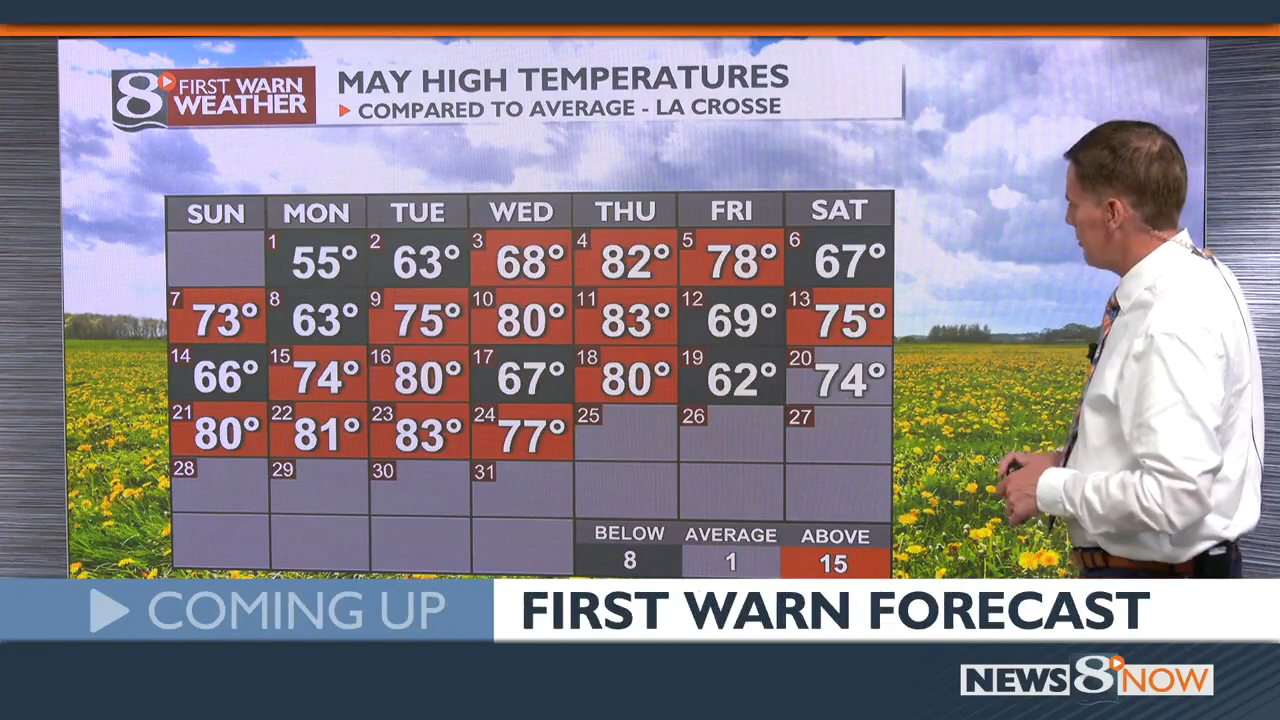 8 FIRST WARN WEATHER
MAY HIGH TEMPERATURES
COMPARED TO AVERAGE - LA CROSSE
SUN MON TUE WED THU FRI SAT
1 55° 2 63° 3 68° 4 82° 5 78° 6 67°
7 73° 8 63° 9 75° 10 80° 11 83° 12 69° 13 75°
14 66° 15 74° 16 80° 17 67° 18 80° 19 62° 20 74°
21 80° 22 81° 23 83° 24 77° 25 26 27
28 29 30 31
BELOW AVERAGE ABOVE
8 1 15
COMING UP FIRST WARN FORECAST
NEWS 8 NOW